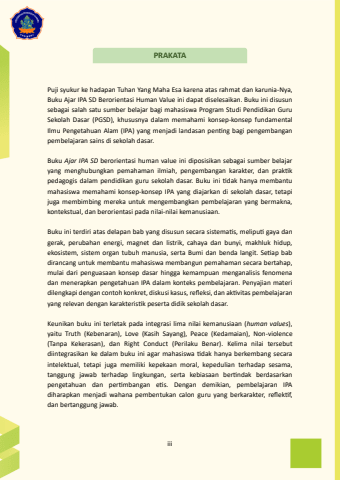 PRAKATA
Puji syukur ke hadapan Tuhan Yang Maha Esa karena atas rahmat dan karunia-Nya,
Buku Ajar IPA SD Berorientasi Human Value ini dapat diselesaikan. Buku ini disusun
sebagai salah satu sumber belajar bagi mahasiswa Program Studi Pendidikan Guru
Sekolah Dasar (PGSD), khususnya dalam memahami konsep-konsep fundamental
Ilmu Pengetahuan Alam (IPA) yang menjadi landasan penting bagi pengembangan
pembelajaran sains di sekolah dasar.
Buku Ajar IPA SD berorientasi human value ini diposisikan sebagai sumber belajar
yang menghubungkan pemahaman ilmiah, pengembangan karakter, dan praktik
pedagogis dalam pendidikan guru sekolah dasar. Buku ini tidak hanya membantu
mahasiswa memahami konsep-konsep IPA yang diajarkan di sekolah dasar, tetapi
juga membimbing mereka untuk mengembangkan pembelajaran yang bermakna,
kontekstual, dan berorientasi pada nilai-nilai kemanusiaan.
Buku ini terdiri atas delapan bab yang disusun secara sistematis, meliputi gaya dan
gerak, perubahan energi, magnet dan listrik, cahaya dan bunyi, makhluk hidup,
ekosistem, sistem organ tubuh manusia, serta Bumi dan benda langit. Setiap bab
dirancang untuk membantu mahasiswa membangun pemahaman secara bertahap,
mulai dari penguasaan konsep dasar hingga kemampuan menganalisis fenomena
dan menerapkan pengetahuan IPA dalam konteks pembelajaran. Penyajian materi
dilengkapi dengan contoh konkret, diskusi kasus, refleksi, dan aktivitas pembelajaran
yang relevan dengan karakteristik peserta didik sekolah dasar.
Keunikan buku ini terletak pada integrasi lima nilai kemanusiaan (human values),
yaitu Truth (Kebenaran), Love (Kasih Sayang), Peace (Kedamaian), Non-violence
(Tanpa Kekerasan), dan Right Conduct (Perilaku Benar). Kelima nilai tersebut
diintegrasikan ke dalam buku ini agar mahasiswa tidak hanya berkembang secara
intelektual, tetapi juga memiliki kepekaan moral, kepedulian terhadap sesama,
tanggung jawab terhadap lingkungan, serta kebiasaan bertindak berdasarkan
pengetahuan dan pertimbangan etis. Dengan demikian, pembelajaran IPA
diharapkan menjadi wahana pembentukan calon guru yang berkarakter, reflektif,
dan bertanggung jawab.
iii